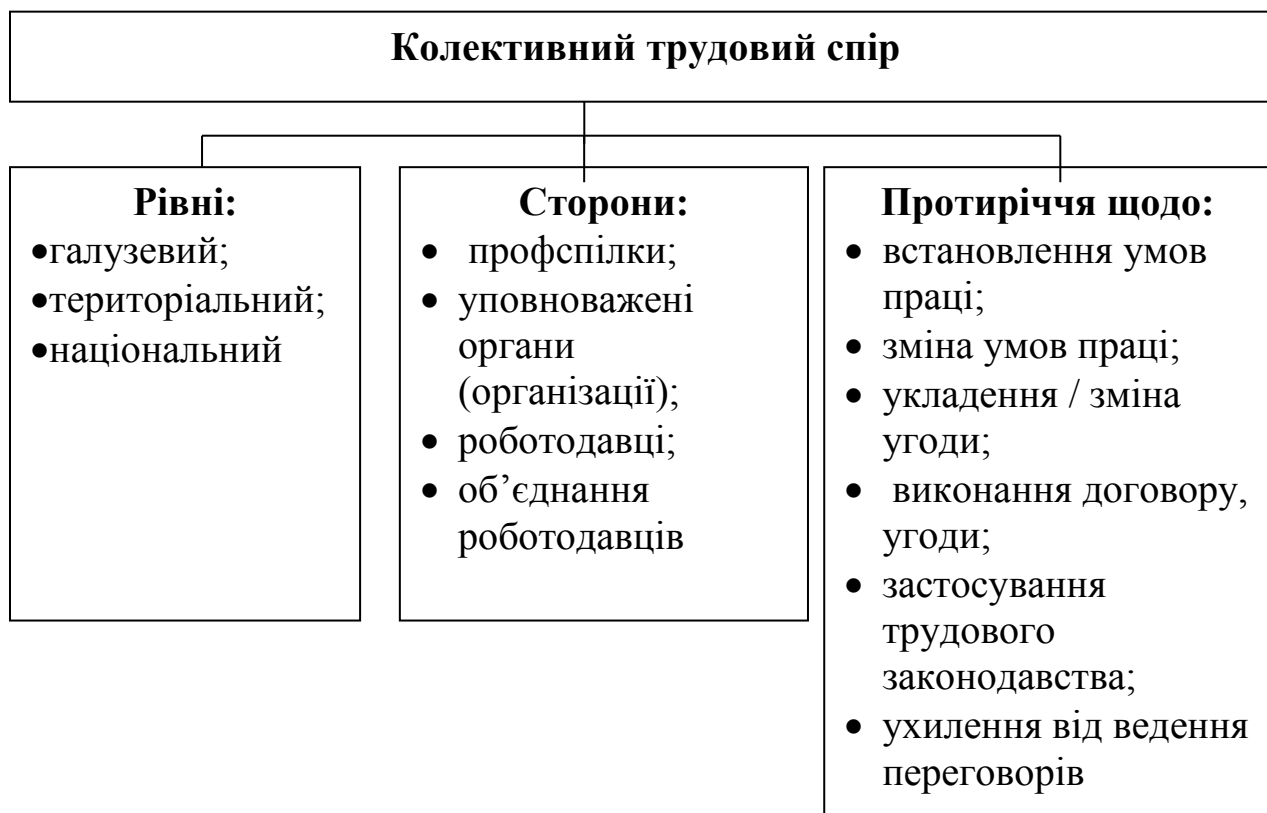 Колективний трудовий спір
Рівні:
•галузевий;
•територіальний;
•національний
Сторони:
• профспілки;
• уповноважені
органи
(організації);
• роботодавці;
• об’єднання
роботодавців
Протиріччя щодо:
• встановлення умов
праці;
• зміна умов праці;
• укладення / зміна
угоди;
• виконання договору,
угоди;
• застосування
трудового
законодавства;
• ухилення від ведення
переговорів